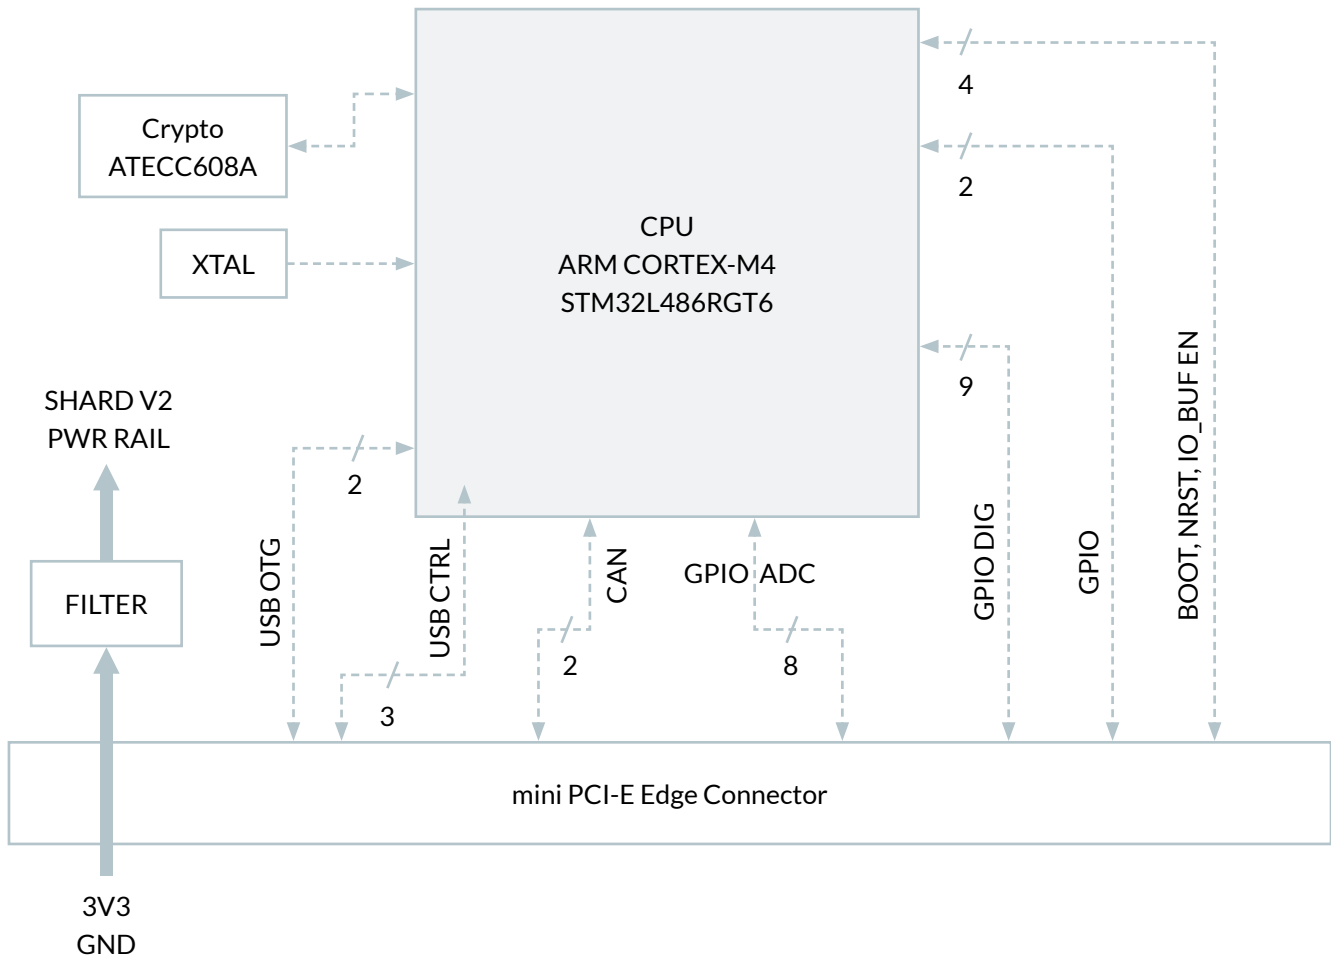 4
Crypto
ATECC608A
2
CPU
ARM CORTEX-M4
STM32L486RGT6
XTAL
9
SHARD V2
PWR RAIL
2
FILTER
USB OTG
USB CTRL
CAN
GPIO ADC
GPIO DIG
GPIO
BOOT, NRST, IO_BUF EN
2
8
3
mini PCI-E Edge Connector
3V3
GND